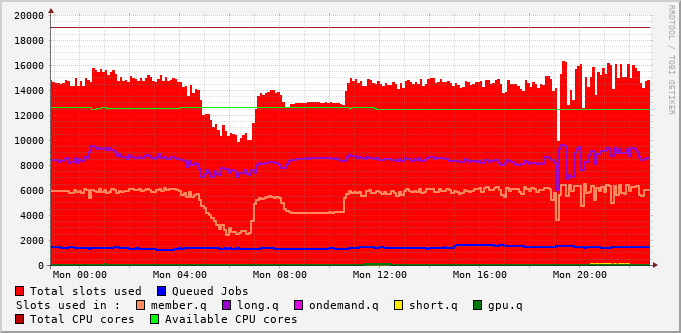 RRDTOOL / TOBI OETIKER
20000
18000
16000
14000
12000
10000
8000
6000
4000
2000
0
Mon 00:00 Mon 04:00 Mon 08:00 Mon 12:00 Mon 16:00 Mon 20:00
Total slots used Queued Jobs
Slots used in : member.q long.q ondemand.q short.q gpu.q
Total CPU cores Available CPU cores